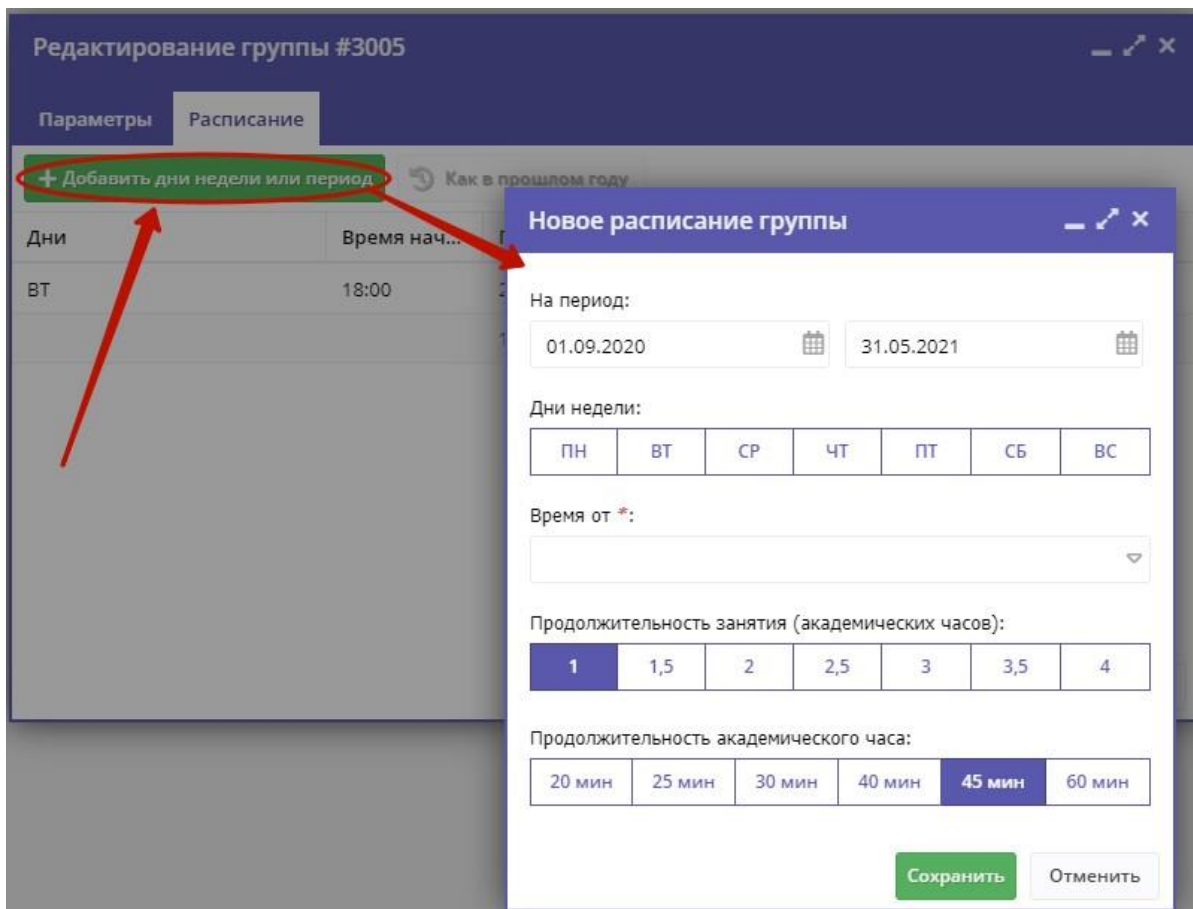 Редактирование группы #3005
Параметры Расписание
+ Добавить дни недели или период Как в прошлом году
Дни Время нач...
ВТ 18:00
Новое расписание группы
На период:
01.09.2020 31.05.2021
Дни недели:
ПН ВТ СР ЧТ ПТ СБ ВС
Время от *:
Продолжительность занятия (академических часов):
1 1,5 2 2,5 3 3,5 4
Продолжительность академического часа:
20 мин 25 мин 30 мин 40 мин 45 мин 60 мин
Сохранить Отменить